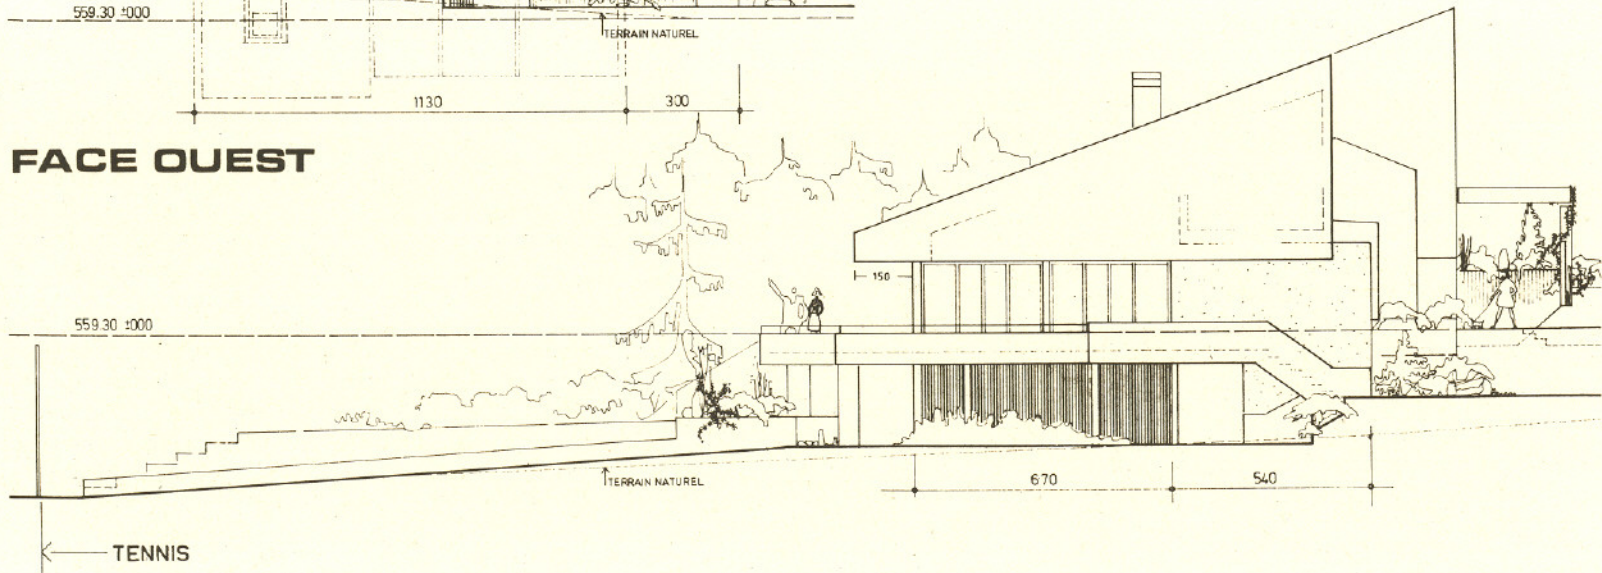 559.30 ±000
TERRAIN NATUREL
1130
300
FACE OUEST
150
559.30 ±000
TERRAIN NATUREL
670
540
TENNIS